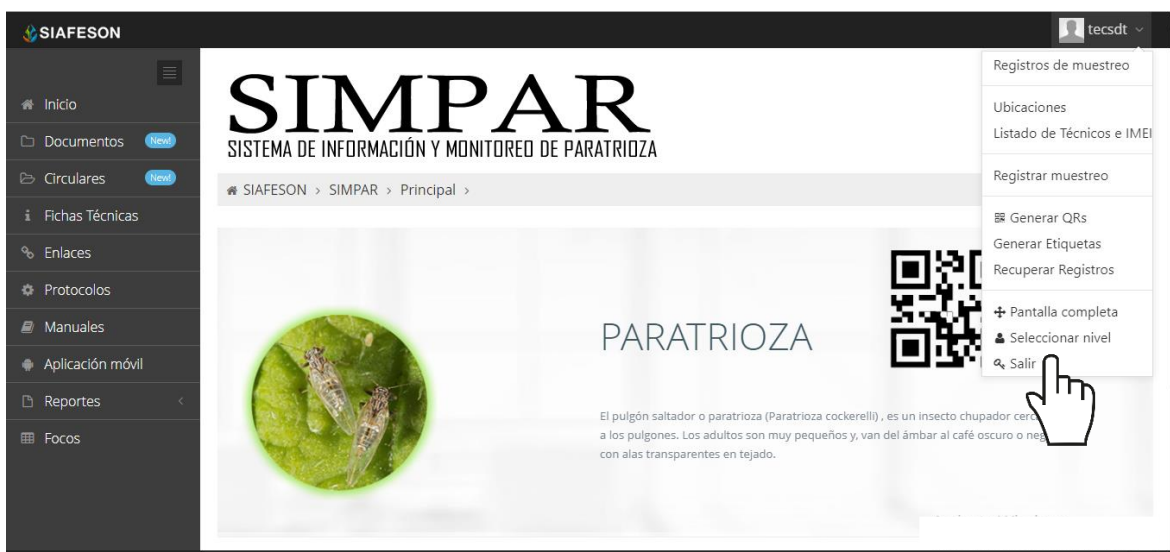 SIAFESON
tecsdt
Inicio
Documentos New!
Circulares New!
Fichas Técnicas
Enlaces
Protocolos
Manuales
Aplicación móvil
Reportes
Focos
SIMPAR
SISTEMA DE INFORMACIÓN Y MONITOREO DE PARATRIOZA
SIAFESON > SIMPAR > Principal >
Registros de muestreo
Ubicaciones
Listado de Técnicos e IMEI
Registrar muestreo
Generar QRs
Generar Etiquetas
Recuperar Registros
Pantalla completa
Seleccionar nivel
Salir
PARATRIOZA
El pulgón saltador o paratrioza (Paratrioza cockerelli) , es un insecto chupador
a los pulgones. Los adultos son muy pequeños y, van del ámbar al café oscuro o
con alas transparentes en tejado.